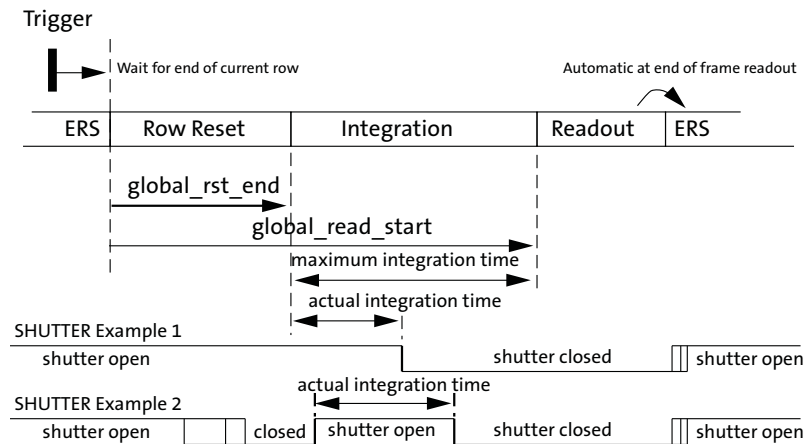 Trigger
Wait for end of current row
Automatic at end of frame readout
ERS Row Reset Integration Readout ERS
global_rst_end
global_read_start
maximum integration time
actual integration time
SHUTTER Example 1
shutter open shutter closed shutter open
actual integration time
SHUTTER Example 2
shutter open closed shutter open shutter closed shutter open